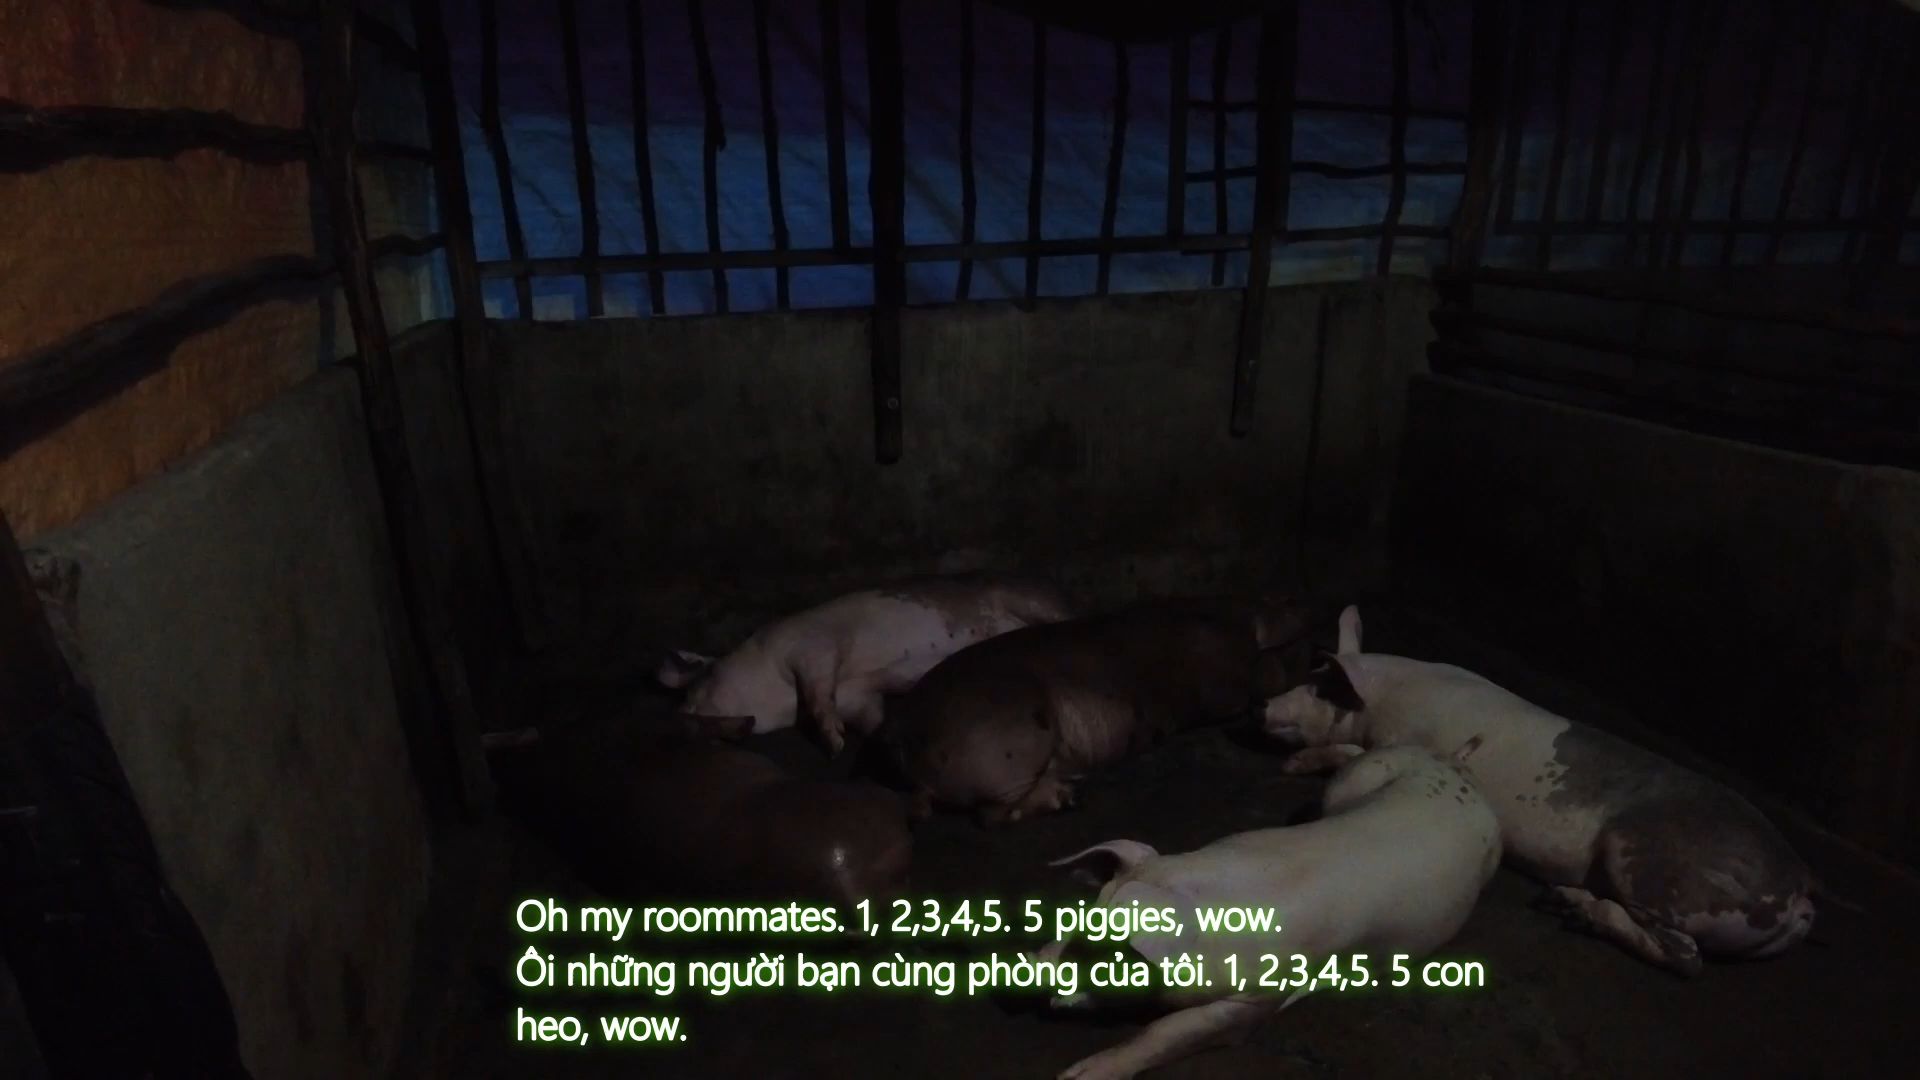 Oh my roommates. 1, 2,3,4,5. 5 piggies, wow.
Ôi những người bạn cùng phòng của tôi. 1, 2,3,4,5. 5 con
heo, wow.